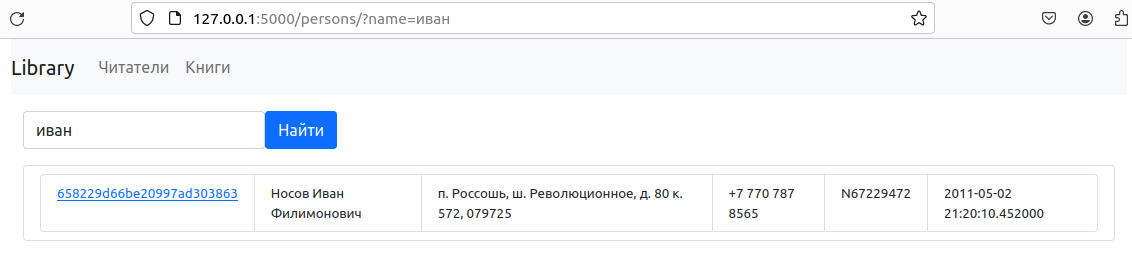 127.0.0.1:5000/persons/?name=иван
Library Читатели Книги
иван Найти
658229d66be20997ad303863 Носов Иван Филимонович п. Россошь, ш. Революционное, д. 80 к. 572, 079725 +7 770 787 8565 N67229472 2011-05-02 21:20:10.452000